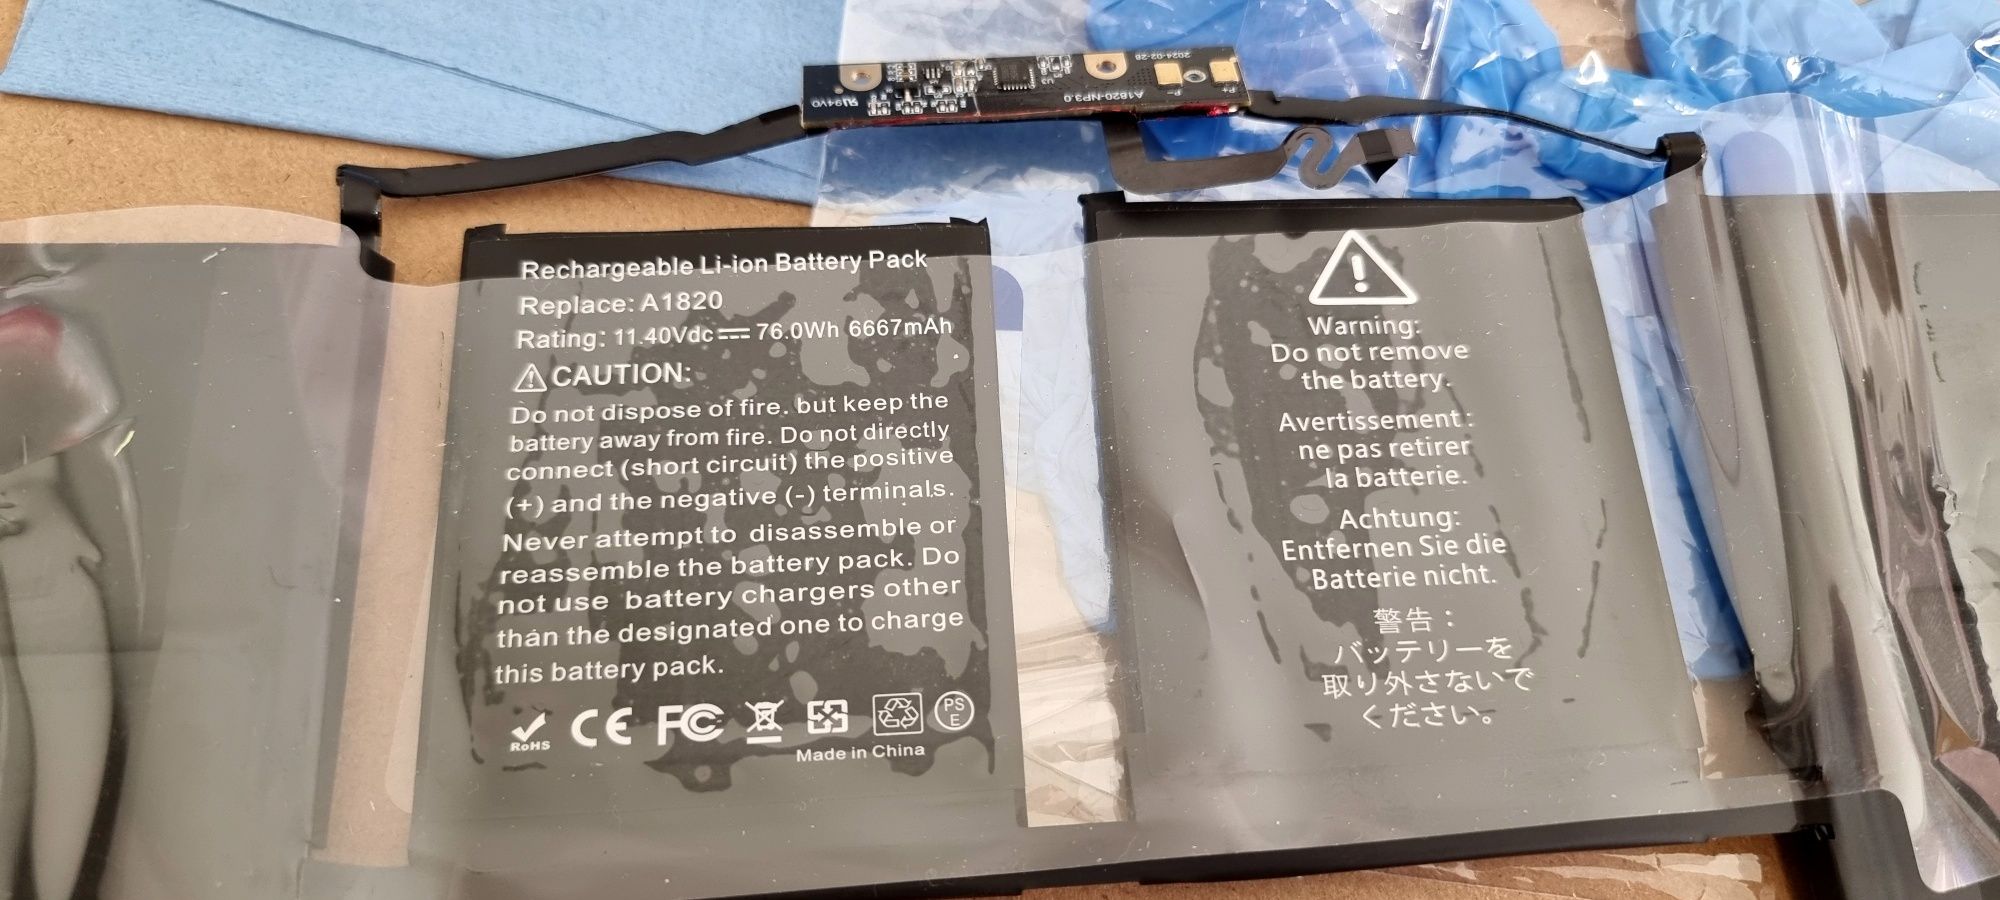 2024-02-28
U3
A1820-NP3.0
94V0
P-
P+
Rechargeable Li-ion Battery Pack
Replace: A1820
Rating: 11.40Vdc⎓76.0Wh 6667mAh
CAUTION:
Do not dispose of fire. but keep the
battery away from fire. Do not directly
connect (short circuit) the positive
(+) and the negative (-) terminals.
Never attempt to disassemble or
reassemble the battery pack. Do
not use battery chargers other
than the designated one to charge
this battery pack.
RoHS CE FC PS E
Made in China
Warning:
Do not remove
the battery.
Avertissement :
ne pas retirer
la batterie.
Achtung:
Entfernen Sie die
Batterie nicht.
警告：
バッテリーを
取り外さないで
ください。